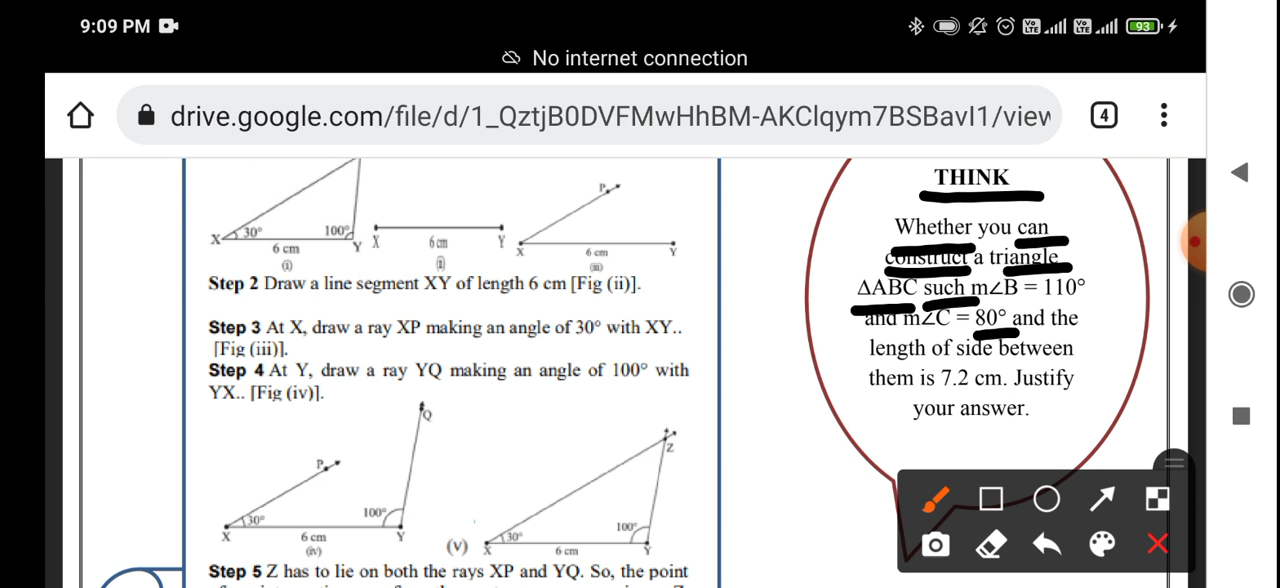 9:09 PM
Vo LTE
Vo LTE
93
No internet connection
drive.google.com/file/d/1_QztjB0DVFMwHhBM-AKClqym7BSBavI1/view
4
X 30° 100° Y
6 cm
(i)
X 6 cm Y
(ii)
P
X 6 cm Y
(iii)
Step 2 Draw a line segment XY of length 6 cm [Fig (ii)].
Step 3 At X, draw a ray XP making an angle of 30° with XY..
[Fig (iii)].
Step 4 At Y, draw a ray YQ making an angle of 100° with
YX.. [Fig (iv)].
Q
P
30° 100°
X 6 cm Y
(iv)
Z
(v) 30° 100°
X 6 cm Y
Step 5 Z has to lie on both the rays XP and YQ. So, the point
THINK
Whether you can
construct a triangle
ΔABC such m∠B = 110°
and m∠C = 80° and the
length of side between
them is 7.2 cm. Justify
your answer.